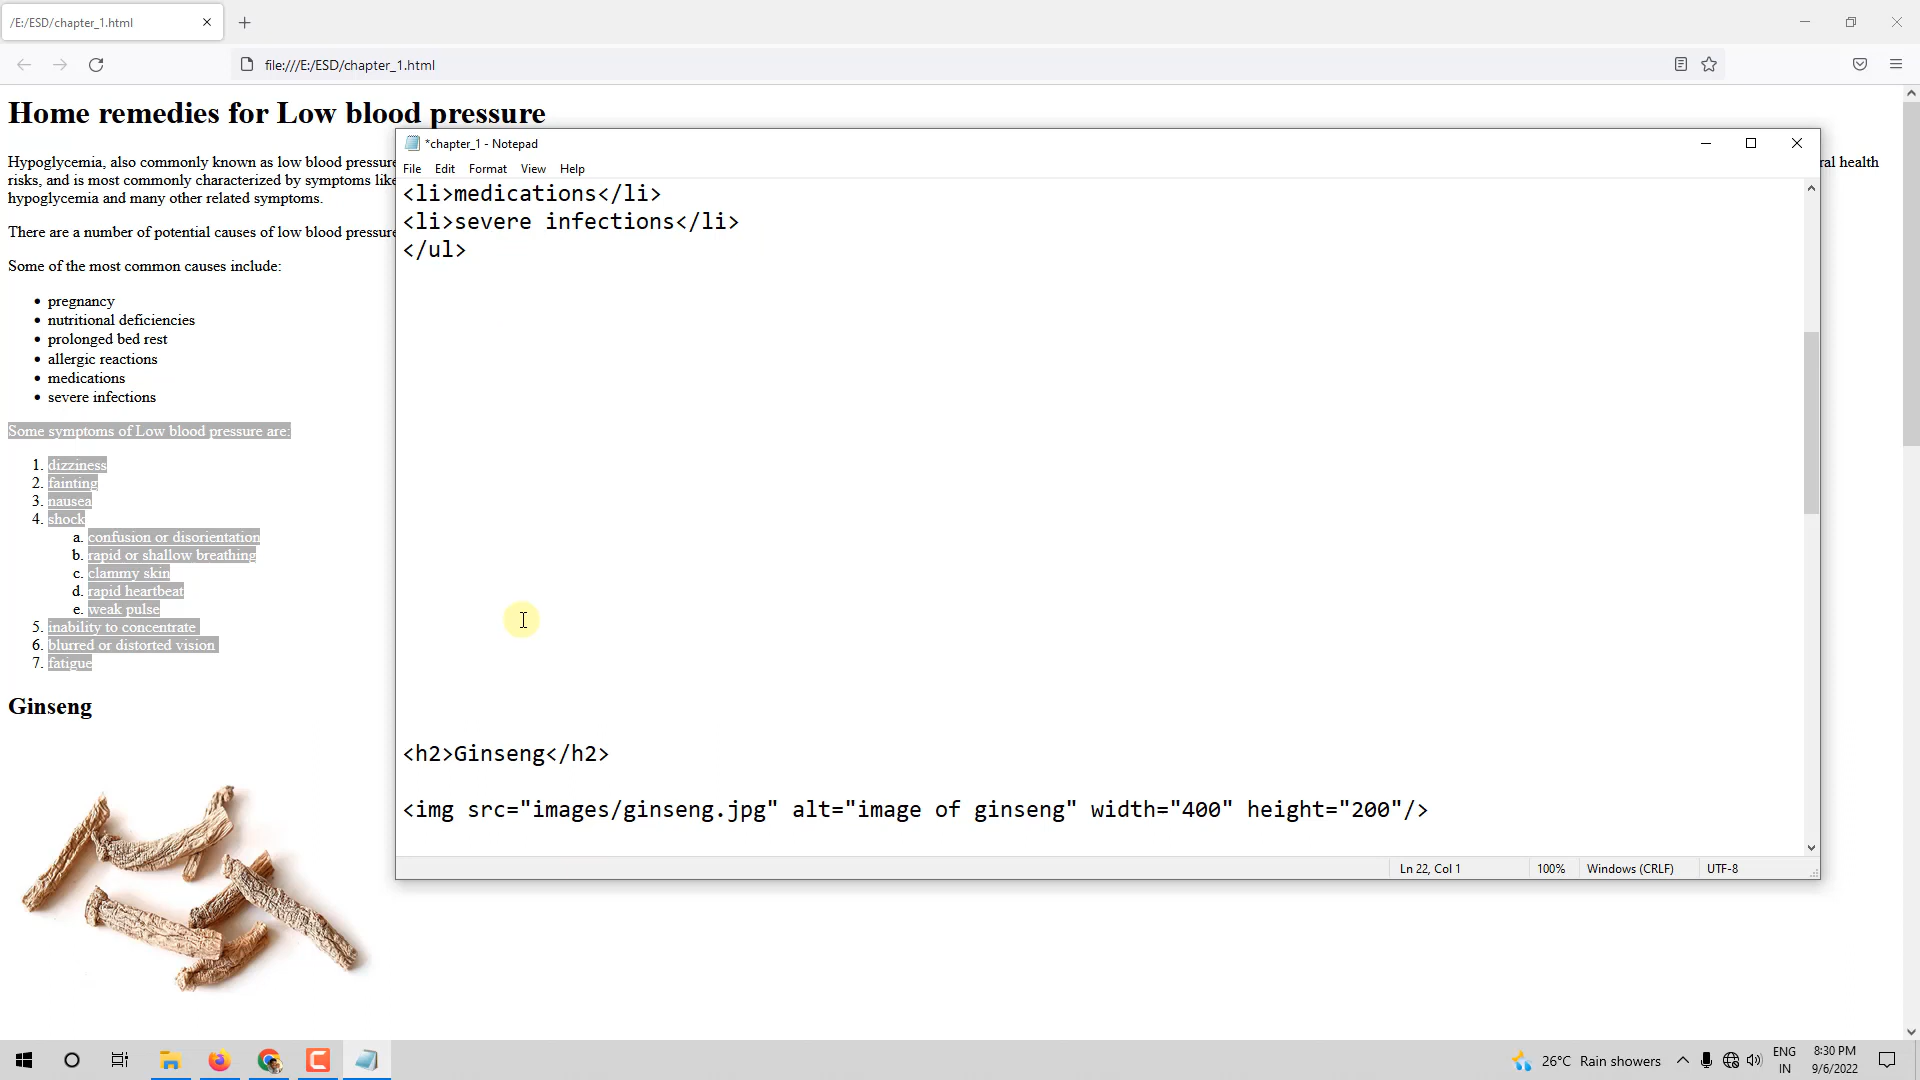 /E:/ESD/chapter_1.html
file:///E:/ESD/chapter_1.html
Home remedies for Low blood pressure
Hypoglycemia, also commonly known as low blood pressure
ral health
risks, and is most commonly characterized by symptoms like
hypoglycemia and many other related symptoms.
There are a number of potential causes of low blood pressure
Some of the most common causes include:
• pregnancy
• nutritional deficiencies
• prolonged bed rest
• allergic reactions
• medications
• severe infections
Some symptoms of Low blood pressure are:
1. dizziness
2. fainting
3. nausea
4. shock
a. confusion or disorientation
b. rapid or shallow breathing
c. clammy skin
d. rapid heartbeat
e. weak pulse
5. inability to concentrate
6. blurred or distorted vision
7. fatigue
Ginseng
*chapter_1 - Notepad
File Edit Format View Help
<li>medications</li>
<li>severe infections</li>
</ul>
<h2>Ginseng</h2>
<img src="images/ginseng.jpg" alt="image of ginseng" width="400" height="200"/>
Ln 22, Col 1 100% Windows (CRLF) UTF-8
26°C Rain showers
ENG
IN
8:30 PM
9/6/2022